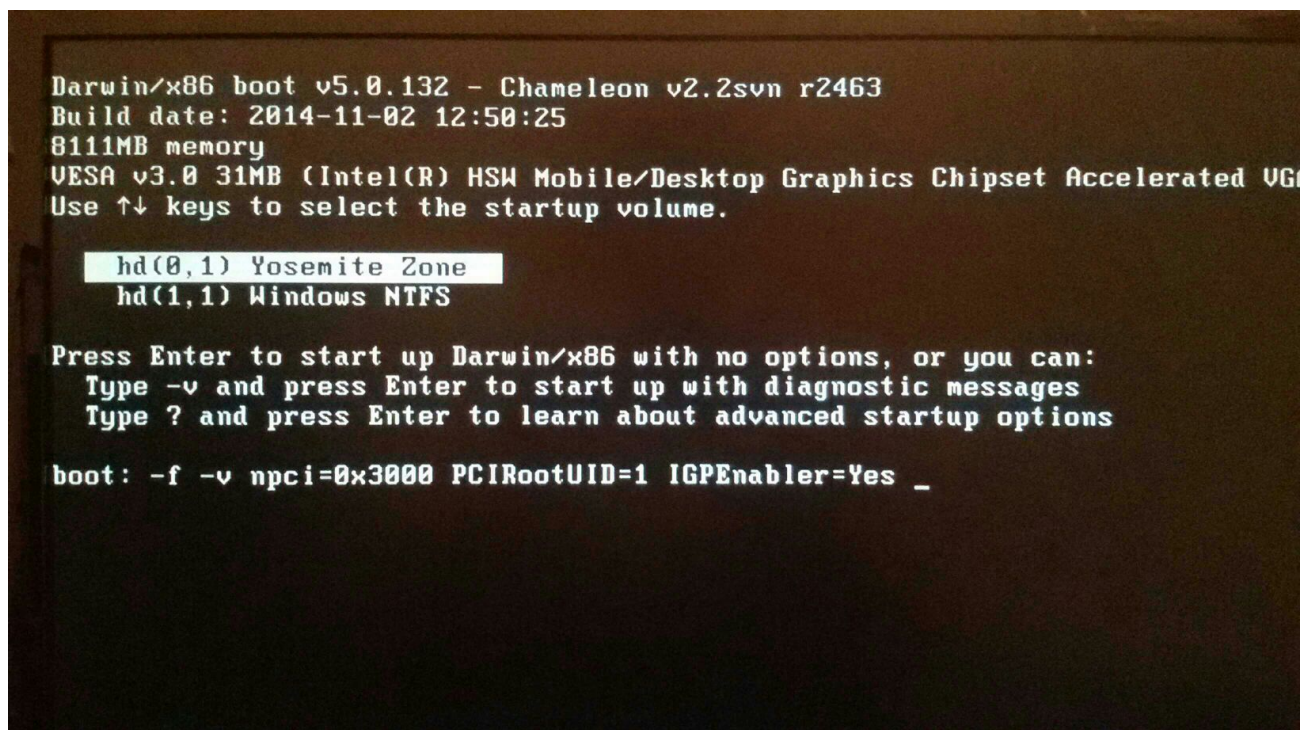 Darwin/x86 boot v5.0.132 - Chameleon v2.2svn r2463
Build date: 2014-11-02 12:50:25
8111MB memory
VESA v3.0 31MB (Intel(R) HSW Mobile/Desktop Graphics Chipset Accelerated VGA
Use ↑↓ keys to select the startup volume.
hd(0,1) Yosemite Zone
hd(1,1) Windows NTFS
Press Enter to start up Darwin/x86 with no options, or you can:
Type -v and press Enter to start up with diagnostic messages
Type ? and press Enter to learn about advanced startup options
boot: -f -v npci=0x3000 PCIRootUID=1 IGPEnabler=Yes _